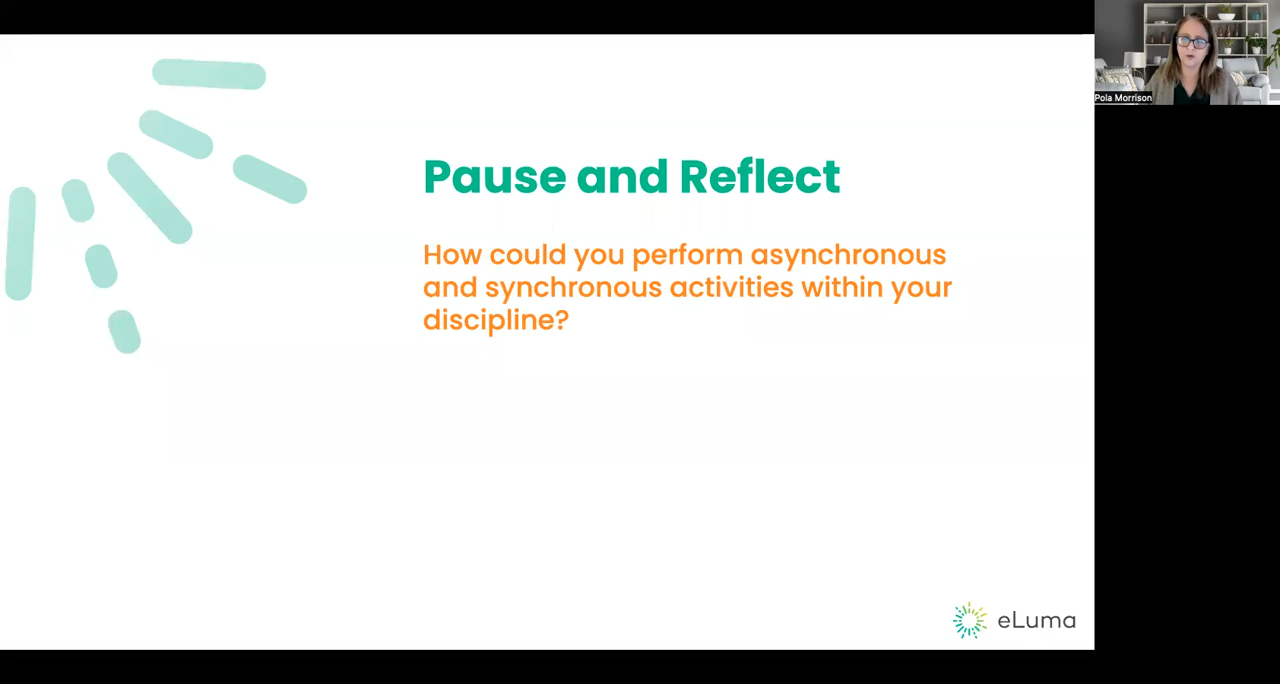 Pola Morrison
Pause and Reflect
How could you perform asynchronous
and synchronous activities within your
discipline?
eLuma